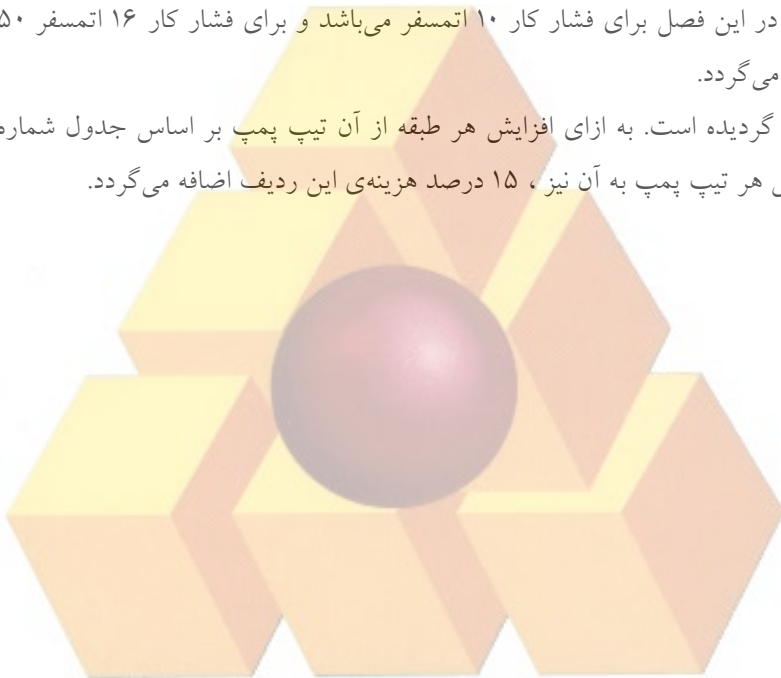 در این فصل برای فشار کار ۱۰ اتمسفر می‌باشد و برای فشار کار ۱۶ اتمسفر ۵۰
می‌گردد.
گردیده است. به ازای افزایش هر طبقه از آن تیپ پمپ بر اساس جدول شماره
هر تیپ پمپ به آن نیز ، ۱۵ درصد هزینه‌ی این ردیف اضافه می‌گردد.